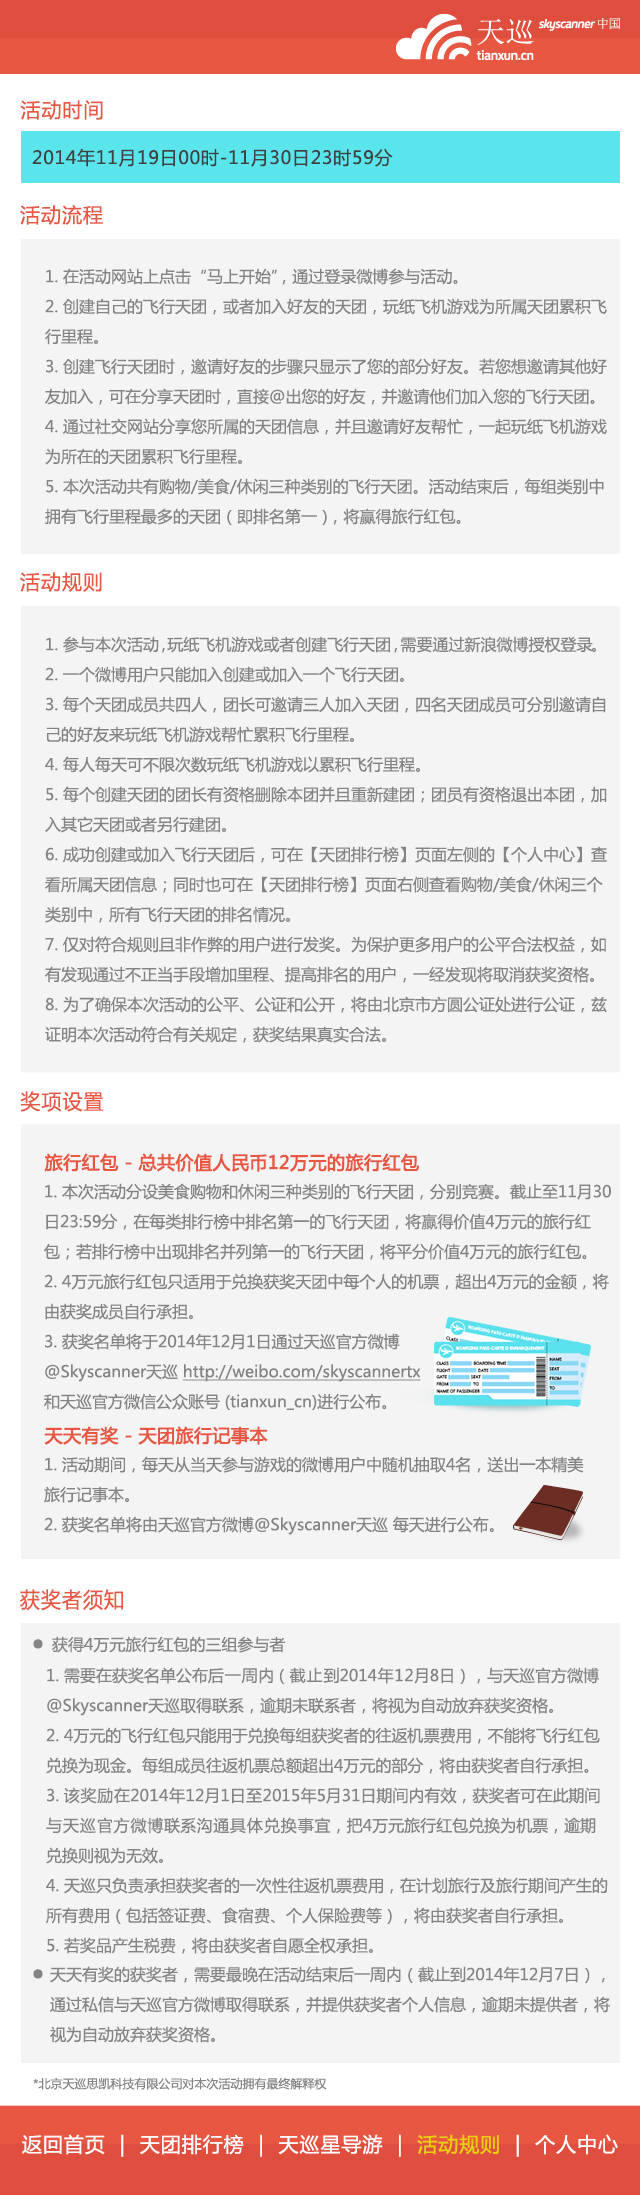 天巡 skyscanner 中国
tianxun.cn
活动时间
2014年11月19日00时-11月30日23时59分
活动流程
1. 在活动网站上点击“马上开始”，通过登录微博参与活动。
2. 创建自己的飞行天团，或者加入好友的天团，玩纸飞机游戏为所属天团累积飞
行里程。
3. 创建飞行天团时，邀请好友的步骤只显示了您的部分好友。若您想邀请其他好
友加入，可在分享天团时，直接@出您的好友，并邀请他们加入您的飞行天团。
4. 通过社交网站分享您所属的天团信息，并且邀请好友帮忙，一起玩纸飞机游戏
为所在的天团累积飞行里程。
5. 本次活动共有购物/美食/休闲三种类别的飞行天团。活动结束后，每组类别中
拥有飞行里程最多的天团（即排名第一），将赢得旅行红包。
活动规则
1. 参与本次活动,玩纸飞机游戏或者创建飞行天团,需要通过新浪微博授权登录。
2. 一个微博用户只能加入创建或加入一个飞行天团。
3. 每个天团成员共四人，团长可邀请三人加入天团，四名天团成员可分别邀请自
己的好友来玩纸飞机游戏帮忙累积飞行里程。
4. 每人每天可不限次数玩纸飞机游戏以累积飞行里程。
5. 每个创建天团的团长有资格删除本团并且重新建团；团员有资格退出本团，加
入其它天团或者另行建团。
6. 成功创建或加入飞行天团后，可在【天团排行榜】页面左侧的【个人中心】查
看所属天团信息；同时也可在【天团排行榜】页面右侧查看购物/美食/休闲三个
类别中，所有飞行天团的排名情况。
7. 仅对符合规则且非作弊的用户进行发奖。为保护更多用户的公平合法权益，如
有发现通过不正当手段增加里程、提高排名的用户，一经发现将取消获奖资格。
8. 为了确保本次活动的公平、公证和公开，将由北京市方圆公证处进行公证，兹
证明本次活动符合有关规定，获奖结果真实合法。
奖项设置
旅行红包 - 总共价值人民币12万元的旅行红包
1. 本次活动分设美食购物和休闲三种类别的飞行天团，分别竞赛。截止至11月30
日23:59分，在每类排行榜中排名第一的飞行天团，将赢得价值4万元的旅行红
包；若排行榜中出现排名并列第一的飞行天团，将平分价值4万元的旅行红包。
2. 4万元旅行红包只适用于兑换获奖天团中每个人的机票，超出4万元的金额，将
由获奖成员自行承担。
3. 获奖名单将于2014年12月1日通过天巡官方微博
@Skyscanner天巡 http://weibo.com/skyscannertx
和天巡官方微信公众账号 (tianxun_cn)进行公布。
BOARDING PASS-CARTE D EMBARQUEMENT
CLASS BOARDING TIME NAME
FLIGHT DATE SEAT
GATE SEAT FROM
FROM TO TO
NAME OF PASSENGER
天天有奖 - 天团旅行记事本
1. 活动期间，每天从当天参与游戏的微博用户中随机抽取4名，送出一本精美
旅行记事本。
2. 获奖名单将由天巡官方微博@Skyscanner天巡 每天进行公布。
获奖者须知
● 获得4万元旅行红包的三组参与者
1. 需要在获奖名单公布后一周内（截止到2014年12月8日），与天巡官方微博
@Skyscanner天巡取得联系，逾期未联系者，将视为自动放弃获奖资格。
2. 4万元的飞行红包只能用于兑换每组获奖者的往返机票费用，不能将飞行红包
兑换为现金。每组成员往返机票总额超出4万元的部分，将由获奖者自行承担。
3. 该奖励在2014年12月1日至2015年5月31日期间内有效，获奖者可在此期间
与天巡官方微博联系沟通具体兑换事宜，把4万元旅行红包兑换为机票，逾期
兑换则视为无效。
4. 天巡只负责承担获奖者的一次性往返机票费用，在计划旅行及旅行期间产生的
所有费用（包括签证费、食宿费、个人保险费等），将由获奖者自行承担。
5. 若奖品产生税费，将由获奖者自愿全权承担。
● 天天有奖的获奖者，需要最晚在活动结束后一周内（截止到2014年12月7日），
通过私信与天巡官方微博取得联系，并提供获奖者个人信息，逾期未提供者，将
视为自动放弃获奖资格。
*北京天巡思凯科技有限公司对本次活动拥有最终解释权
返回首页 | 天团排行榜 | 天巡星导游 | 活动规则 | 个人中心